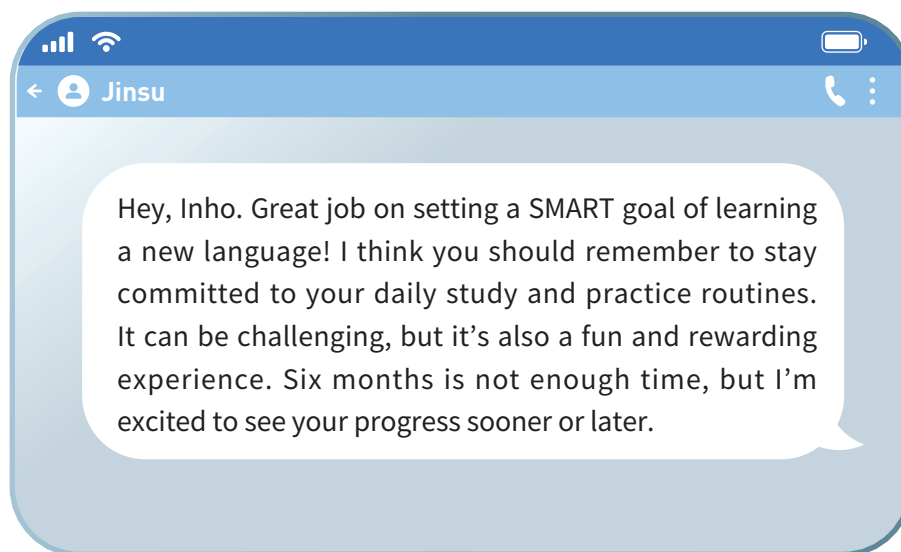 Jinsu
Hey, Inho. Great job on setting a SMART goal of learning
a new language! I think you should remember to stay
committed to your daily study and practice routines.
It can be challenging, but it’s also a fun and rewarding
experience. Six months is not enough time, but I’m
excited to see your progress sooner or later.